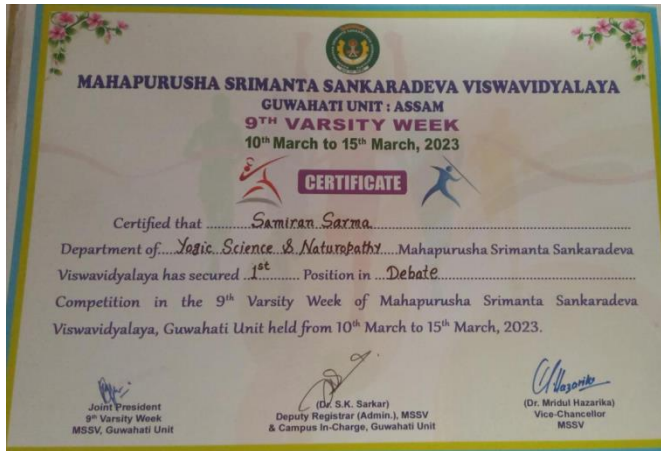 MAHAPURUSHA SRIMANTA SANKARADEVA VISWAVIDYALAYA
GUWAHATI UNIT : ASSAM
9TH VARSITY WEEK
10th March to 15th March, 2023
CERTIFICATE
Certified that Samiran Sarma
Department of Yogic Science & Naturopathy Mahapurusha Srimanta Sankaradeva
Viswavidyalaya has secured 1st Position in Debate
Competition in the 9th Varsity Week of Mahapurusha Srimanta Sankaradeva
Viswavidyalaya, Guwahati Unit held from 10th March to 15th March, 2023.
Joint President
9th Varsity Week
MSSV, Guwahati Unit
(Dr. S.K. Sarkar)
Deputy Registrar (Admin.), MSSV
& Campus In-Charge, Guwahati Unit
Hazarika
(Dr. Mridul Hazarika)
Vice-Chancellor
MSSV